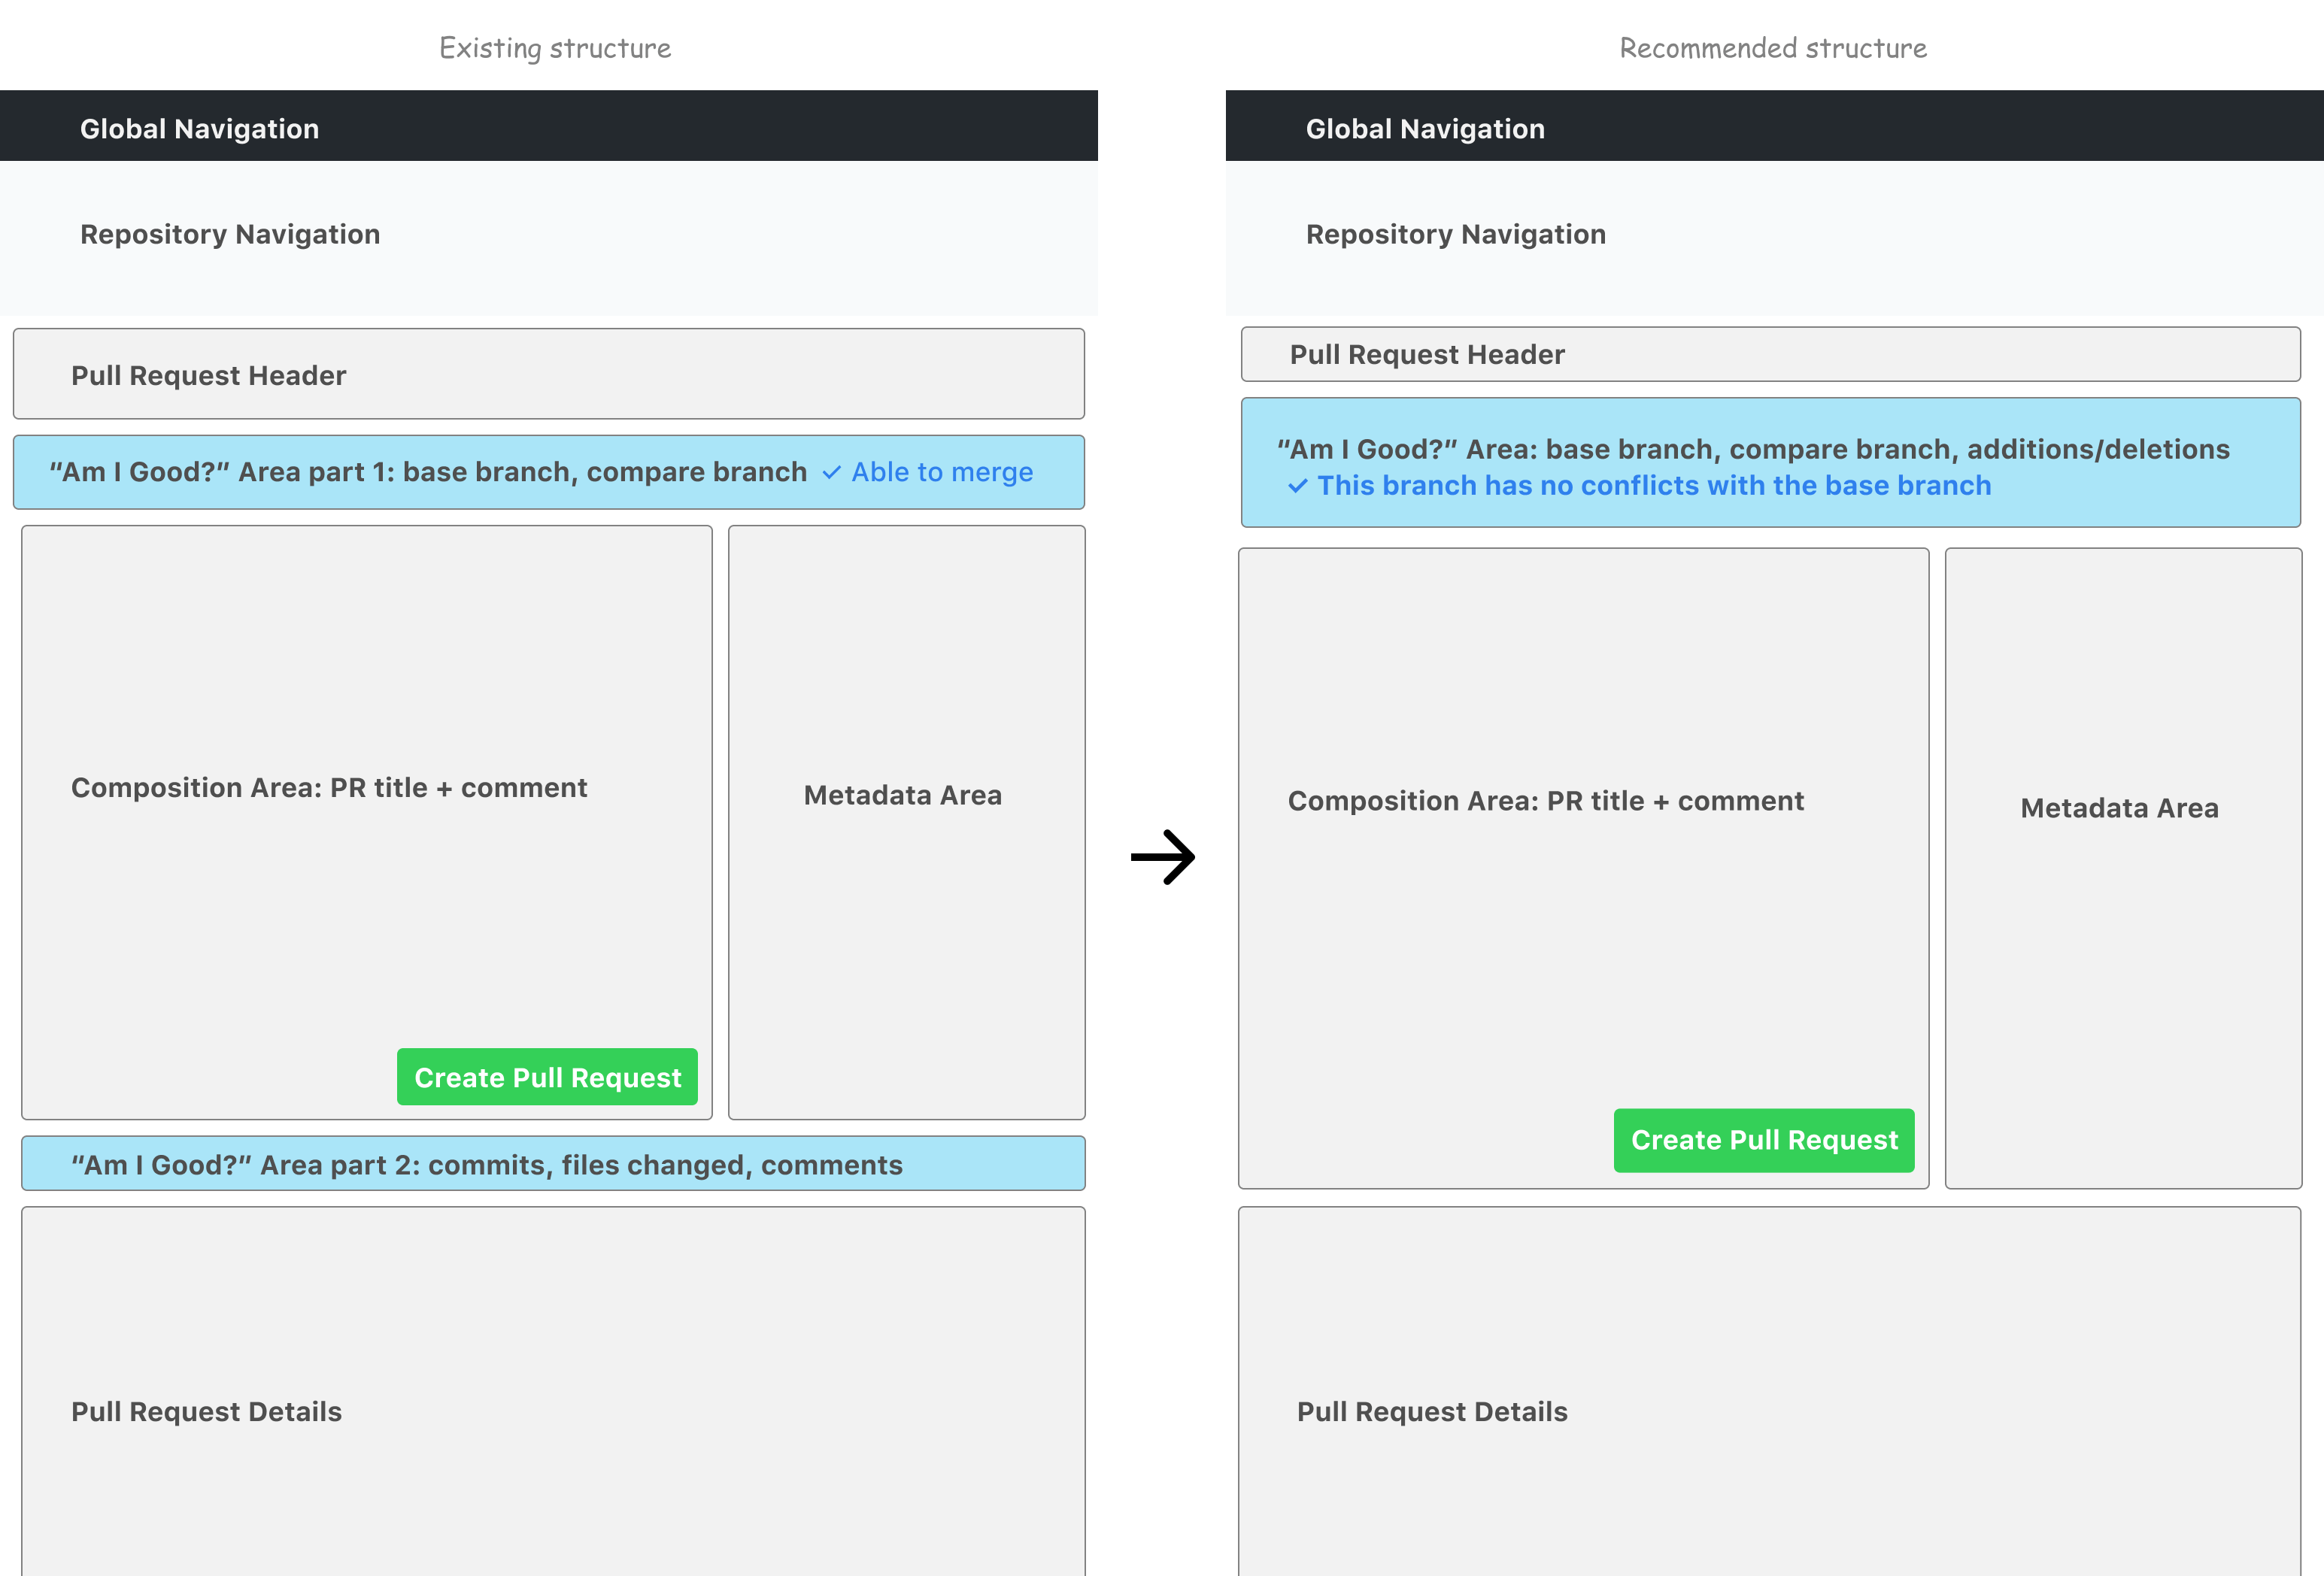 Existing structure
Global Navigation
Repository Navigation
Pull Request Header
“Am I Good?” Area part 1: base branch, compare branch ✓ Able to merge
Composition Area: PR title + comment
Metadata Area
Create Pull Request
“Am I Good?” Area part 2: commits, files changed, comments
Pull Request Details
Recommended structure
Global Navigation
Repository Navigation
Pull Request Header
“Am I Good?” Area: base branch, compare branch, additions/deletions
✓ This branch has no conflicts with the base branch
Composition Area: PR title + comment
Metadata Area
Create Pull Request
Pull Request Details